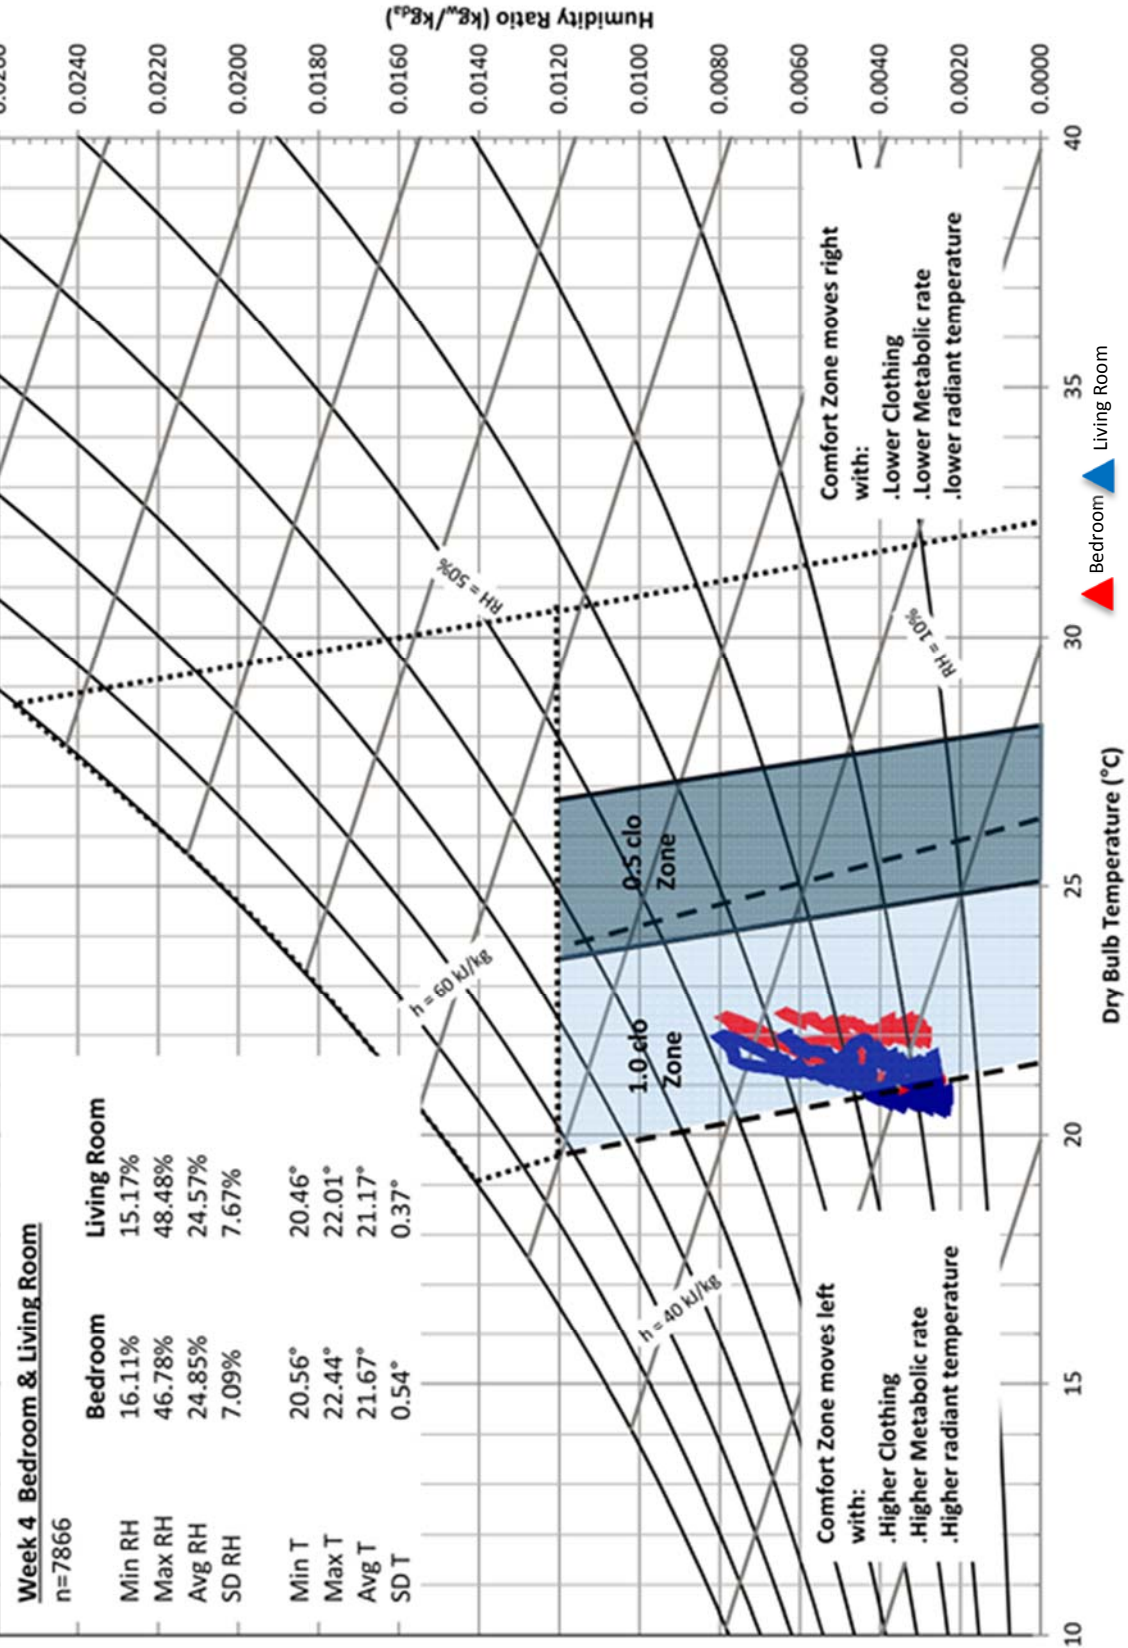 Week 4 Bedroom & Living Room
n=7866
Bedroom Living Room
Min RH 16.11% 15.17%
Max RH 46.78% 48.48%
Avg RH 24.85% 24.57%
SD RH 7.09% 7.67%
Min T 20.56° 20.46°
Max T 22.44° 22.01°
Avg T 21.67° 21.17°
SD T 0.54° 0.37°
h = 60 kJ/kg
h = 40 kJ/kg
RH = 50%
RH = 10%
1.0 clo
Zone
0.5 clo
Zone
Comfort Zone moves left
with:
.Higher Clothing
.Higher Metabolic rate
.Higher radiant temperature
Comfort Zone moves right
with:
.Lower Clothing
.Lower Metabolic rate
.lower radiant temperature
0.0240
0.0220
0.0200
0.0180
0.0160
0.0140
0.0120
0.0100
0.0080
0.0060
0.0040
0.0020
0.0000
Humidity Ratio (kgw/kgda)
10 15 20 25 30 35 40
Dry Bulb Temperature (°C)
Bedroom Living Room